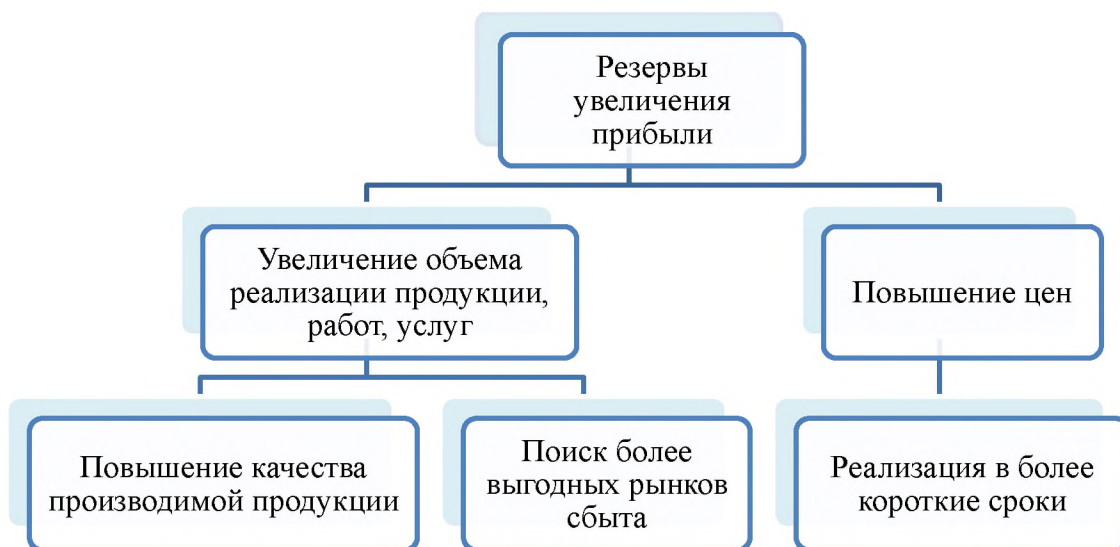 Резервы
увеличения
прибыли
Увеличение объема
реализации продукции,
работ, услуг
Повышение цен
Повышение качества
производимой продукции
Поиск более
выгодных рынков
сбыта
Реализация в более
короткие сроки